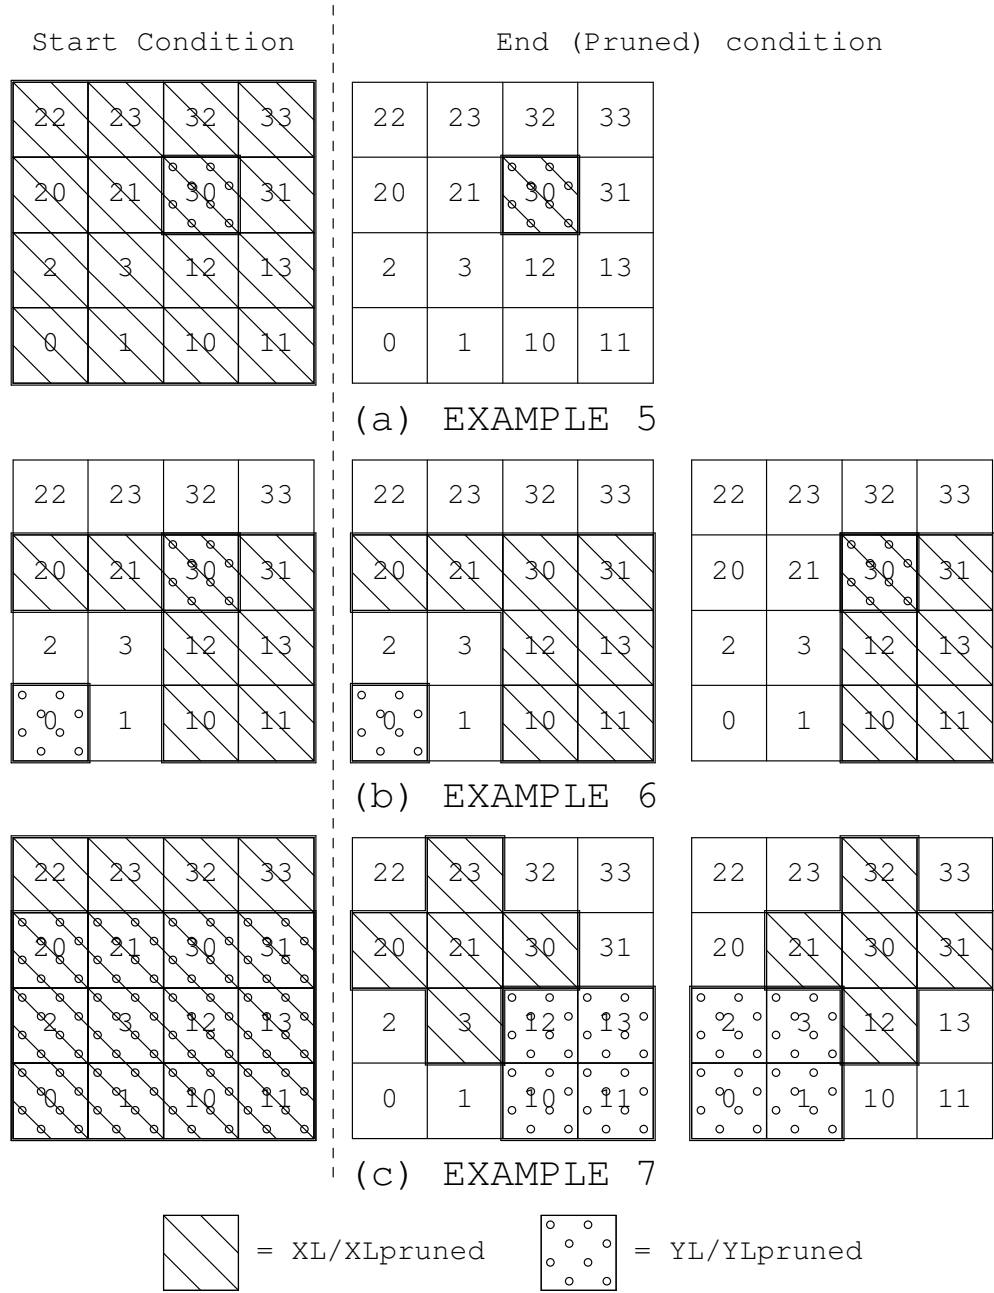 Start Condition End (Pruned) condition
22 23 32 33 22 23 32 33
20 21 30 31 20 21 30 31
2 3 12 13 2 3 12 13
0 1 10 11 0 1 10 11
(a) EXAMPLE 5
22 23 32 33 22 23 32 33 22 23 32 33
20 21 30 31 20 21 30 31 20 21 30 31
2 3 12 13 2 3 12 13 2 3 12 13
0 1 10 11 0 1 10 11 0 1 10 11
(b) EXAMPLE 6
22 23 32 33 22 23 32 33 22 23 32 33
20 21 30 31 20 21 30 31 20 21 30 31
2 3 12 13 2 3 12 13 2 3 12 13
0 1 10 11 0 1 10 11 0 1 10 11
(c) EXAMPLE 7
= XL/XLpruned = YL/YLpruned